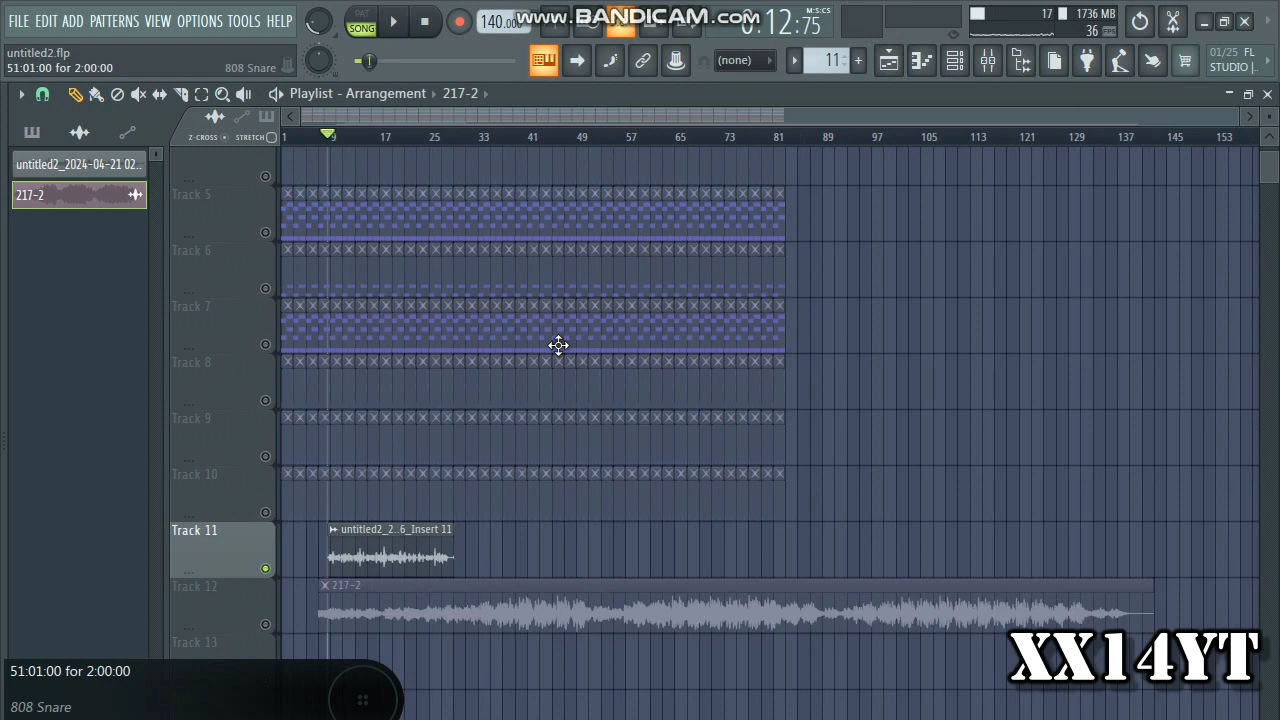 FILE EDIT ADD PATTERNS VIEW OPTIONS TOOLS HELP
PAT
SONG
140.000
www.BANDICAM.com
0:12:75
M:S:CS
17
1736 MB
36
untitled2.flp
51:01:00 for 2:00:00
808 Snare
(none)
11
01/25 FL
STUDIO |..
Playlist - Arrangement
217-2
Z-CROSS
STRETCH
1 9 17 25 33 41 49 57 65 73 81 89 97 105 113 121 129 137 145 153
untitled2_2024-04-21 02..
217-2
Track 5
Track 6
Track 7
Track 8
Track 9
Track 10
Track 11
untitled2_2..6_Insert 11
Track 12
217-2
Track 13
51:01:00 for 2:00:00
808 Snare
XX14YT